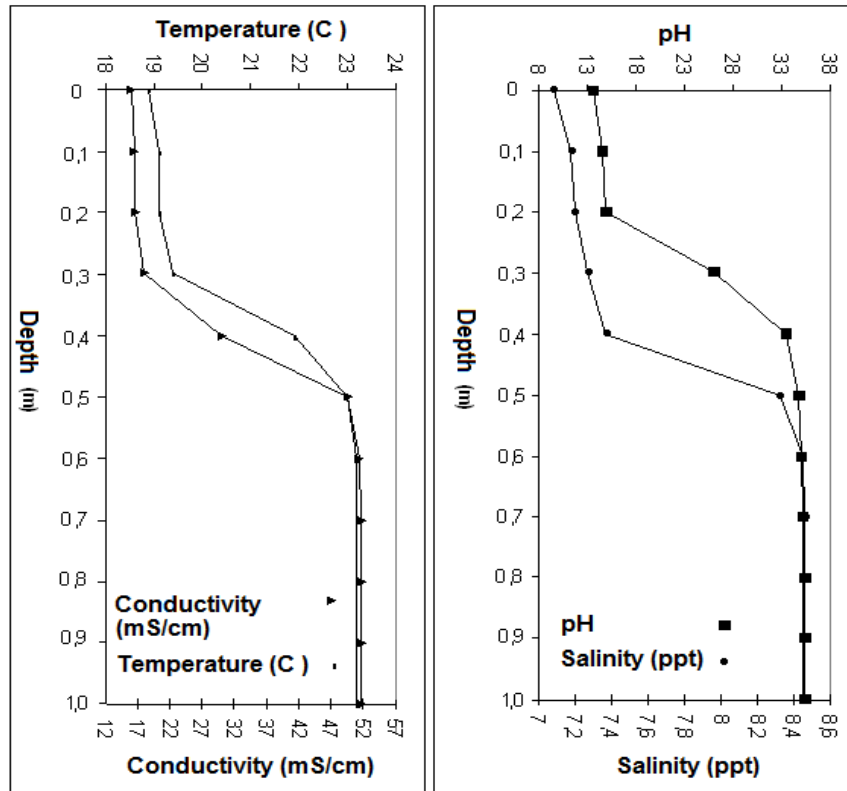 Temperature (C )
18 19 20 21 22 23 24
0
0,1
0,2
0,3
0,4
0,5
0,6
0,7
0,8
0,9
1,0
Depth (m)
Conductivity
(mS/cm)
Temperature (C )
12 17 22 27 32 37 42 47 52 57
Conductivity (mS/cm)
pH
8 13 18 23 28 33 38
0
0,1
0,2
0,3
0,4
0,5
0,6
0,7
0,8
0,9
1,0
Depth (m)
pH
Salinity (ppt)
7 7,2 7,4 7,6 7,8 8 8,2 8,4 8,6
Salinity (ppt)